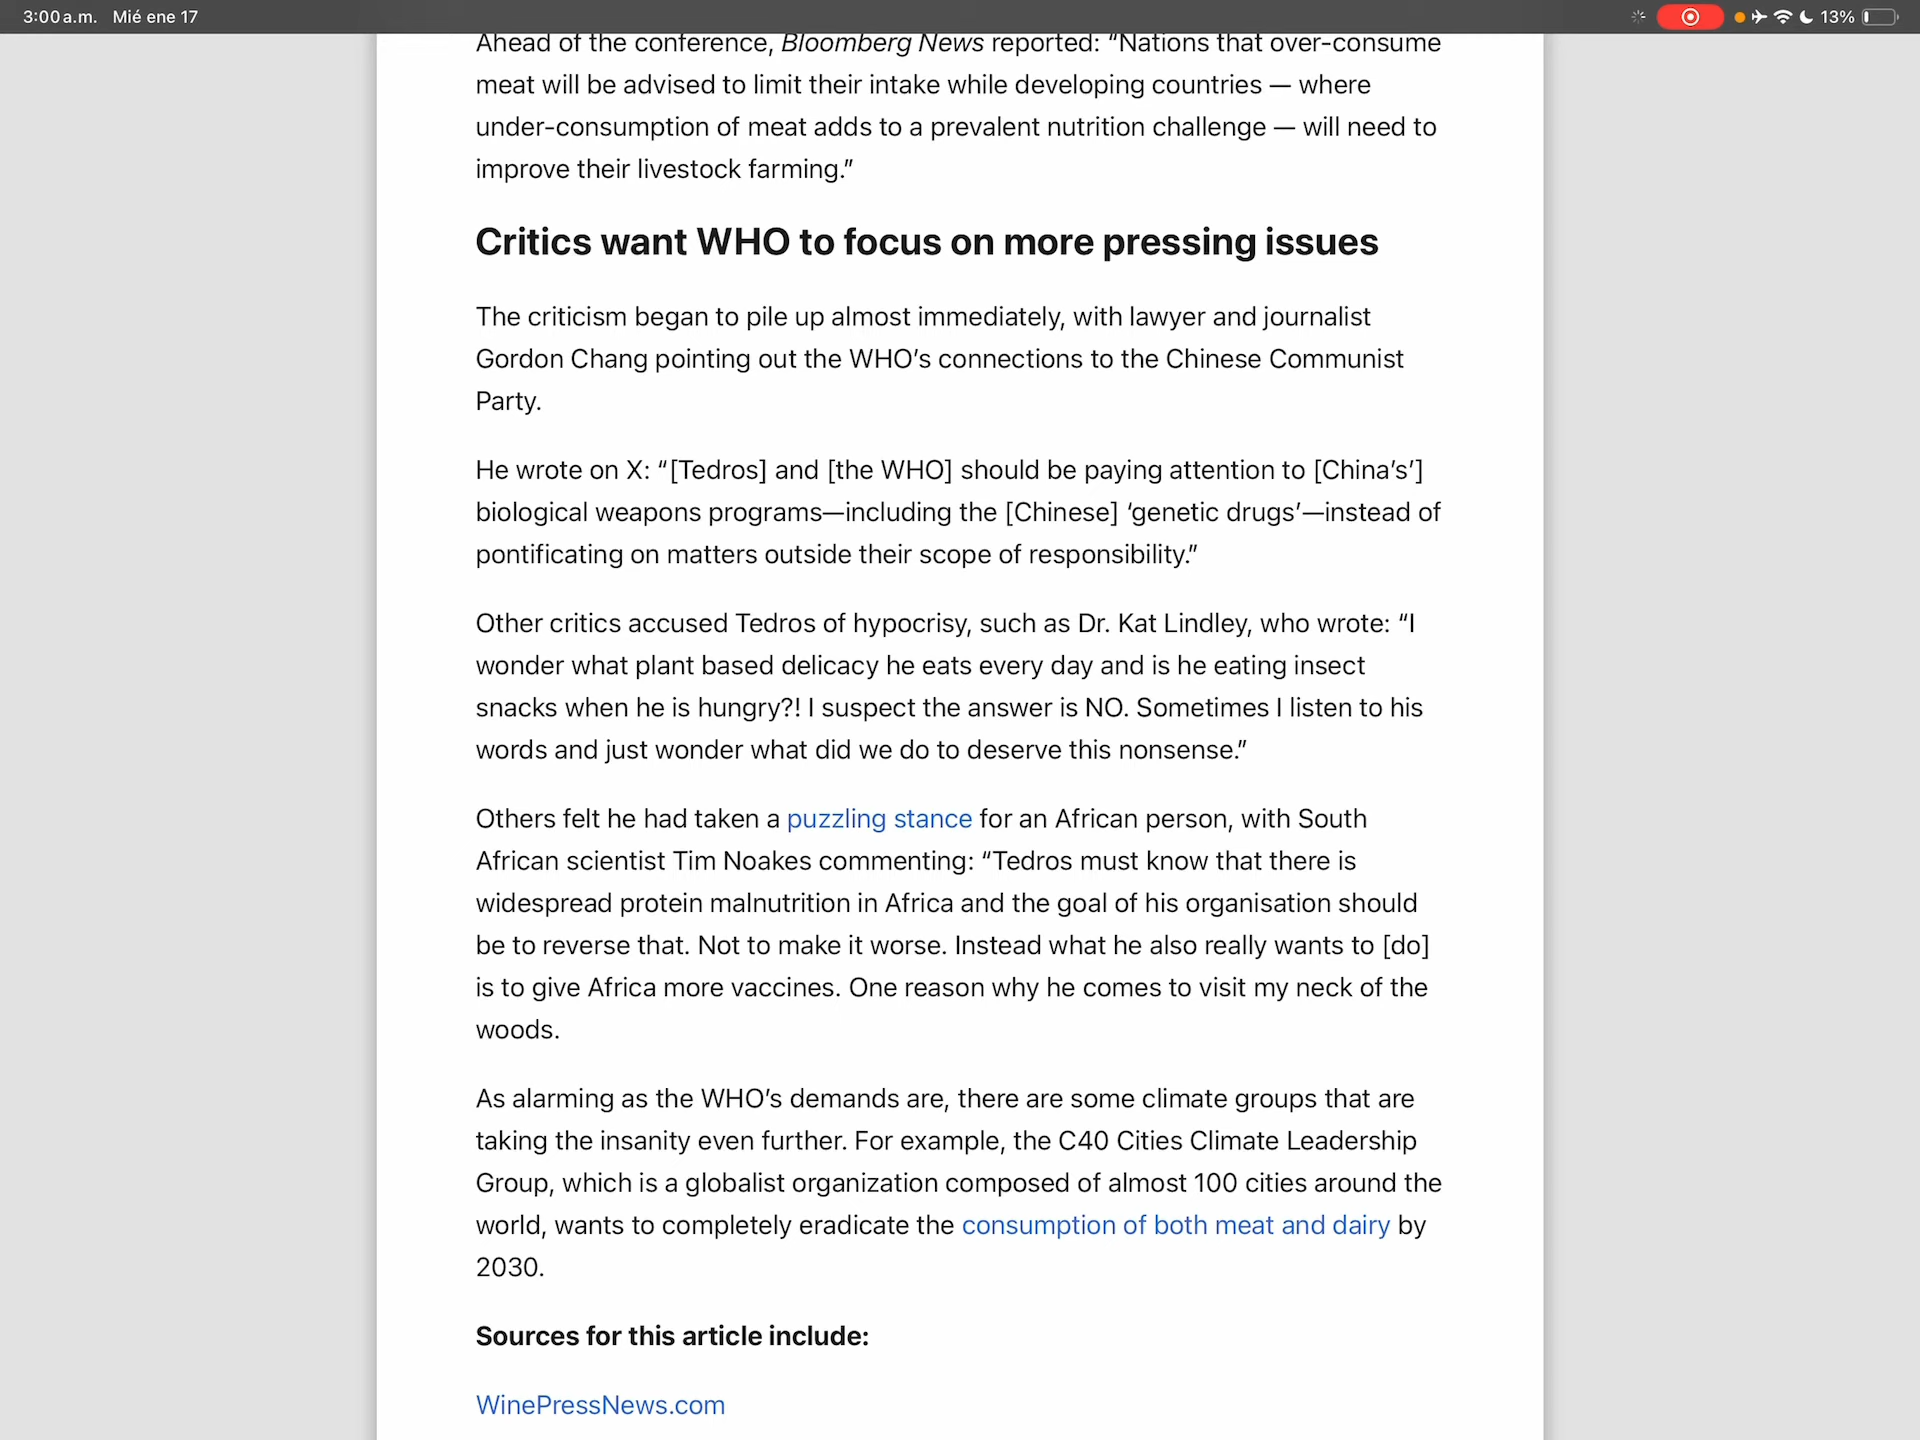 3:00 a.m. Mié ene 17
13%
Ahead of the conference, Bloomberg News reported: “Nations that over-consume
meat will be advised to limit their intake while developing countries — where
under-consumption of meat adds to a prevalent nutrition challenge — will need to
improve their livestock farming.”
Critics want WHO to focus on more pressing issues
The criticism began to pile up almost immediately, with lawyer and journalist
Gordon Chang pointing out the WHO’s connections to the Chinese Communist
Party.
He wrote on X: “[Tedros] and [the WHO] should be paying attention to [China’s’]
biological weapons programs—including the [Chinese] ‘genetic drugs’—instead of
pontificating on matters outside their scope of responsibility.”
Other critics accused Tedros of hypocrisy, such as Dr. Kat Lindley, who wrote: “I
wonder what plant based delicacy he eats every day and is he eating insect
snacks when he is hungry?! I suspect the answer is NO. Sometimes I listen to his
words and just wonder what did we do to deserve this nonsense.”
Others felt he had taken a puzzling stance for an African person, with South
African scientist Tim Noakes commenting: “Tedros must know that there is
widespread protein malnutrition in Africa and the goal of his organisation should
be to reverse that. Not to make it worse. Instead what he also really wants to [do]
is to give Africa more vaccines. One reason why he comes to visit my neck of the
woods.
As alarming as the WHO’s demands are, there are some climate groups that are
taking the insanity even further. For example, the C40 Cities Climate Leadership
Group, which is a globalist organization composed of almost 100 cities around the
world, wants to completely eradicate the consumption of both meat and dairy by
2030.
Sources for this article include:
WinePressNews.com